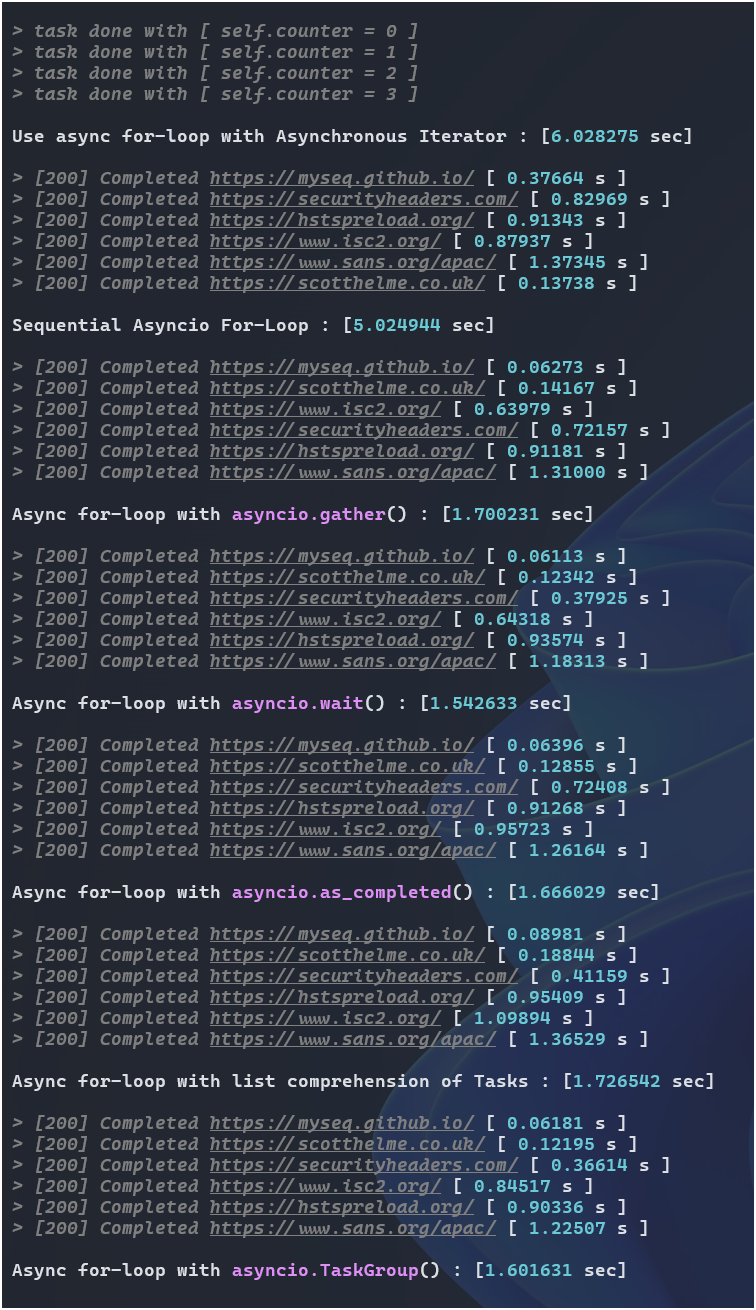 > task done with [ self.counter = 0 ]
> task done with [ self.counter = 1 ]
> task done with [ self.counter = 2 ]
> task done with [ self.counter = 3 ]
Use async for-loop with Asynchronous Iterator : [6.028275 sec]
> [200] Completed https://myseq.github.io/ [ 0.37664 s ]
> [200] Completed https://securityheaders.com/ [ 0.82969 s ]
> [200] Completed https://hstspreload.org/ [ 0.91343 s ]
> [200] Completed https://www.isc2.org/ [ 0.87937 s ]
> [200] Completed https://www.sans.org/apac/ [ 1.37345 s ]
> [200] Completed https://scotthelme.co.uk/ [ 0.13738 s ]
Sequential Asyncio For-Loop : [5.024944 sec]
> [200] Completed https://myseq.github.io/ [ 0.06273 s ]
> [200] Completed https://scotthelme.co.uk/ [ 0.14167 s ]
> [200] Completed https://www.isc2.org/ [ 0.63979 s ]
> [200] Completed https://securityheaders.com/ [ 0.72157 s ]
> [200] Completed https://hstspreload.org/ [ 0.91181 s ]
> [200] Completed https://www.sans.org/apac/ [ 1.31000 s ]
Async for-loop with asyncio.gather() : [1.700231 sec]
> [200] Completed https://myseq.github.io/ [ 0.06113 s ]
> [200] Completed https://scotthelme.co.uk/ [ 0.12342 s ]
> [200] Completed https://securityheaders.com/ [ 0.37925 s ]
> [200] Completed https://www.isc2.org/ [ 0.64318 s ]
> [200] Completed https://hstspreload.org/ [ 0.93574 s ]
> [200] Completed https://www.sans.org/apac/ [ 1.18313 s ]
Async for-loop with asyncio.wait() : [1.542633 sec]
> [200] Completed https://myseq.github.io/ [ 0.06396 s ]
> [200] Completed https://scotthelme.co.uk/ [ 0.12855 s ]
> [200] Completed https://securityheaders.com/ [ 0.72408 s ]
> [200] Completed https://hstspreload.org/ [ 0.91268 s ]
> [200] Completed https://www.isc2.org/ [ 0.95723 s ]
> [200] Completed https://www.sans.org/apac/ [ 1.26164 s ]
Async for-loop with asyncio.as_completed() : [1.666029 sec]
> [200] Completed https://myseq.github.io/ [ 0.08981 s ]
> [200] Completed https://scotthelme.co.uk/ [ 0.18844 s ]
> [200] Completed https://securityheaders.com/ [ 0.41159 s ]
> [200] Completed https://hstspreload.org/ [ 0.95409 s ]
> [200] Completed https://www.isc2.org/ [ 1.09894 s ]
> [200] Completed https://www.sans.org/apac/ [ 1.36529 s ]
Async for-loop with list comprehension of Tasks : [1.726542 sec]
> [200] Completed https://myseq.github.io/ [ 0.06181 s ]
> [200] Completed https://scotthelme.co.uk/ [ 0.12195 s ]
> [200] Completed https://securityheaders.com/ [ 0.36614 s ]
> [200] Completed https://www.isc2.org/ [ 0.84517 s ]
> [200] Completed https://hstspreload.org/ [ 0.90336 s ]
> [200] Completed https://www.sans.org/apac/ [ 1.22507 s ]
Async for-loop with asyncio.TaskGroup() : [1.601631 sec]